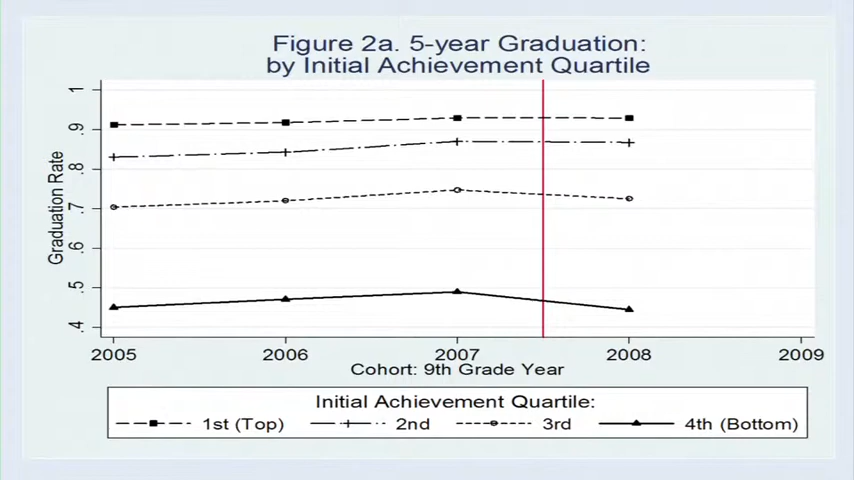 Figure 2a. 5-year Graduation:
by Initial Achievement Quartile
Graduation Rate
1
.9
.8
.7
.6
.5
.4
2005 2006 2007 2008 2009
Cohort: 9th Grade Year
Initial Achievement Quartile:
1st (Top) 2nd 3rd 4th (Bottom)